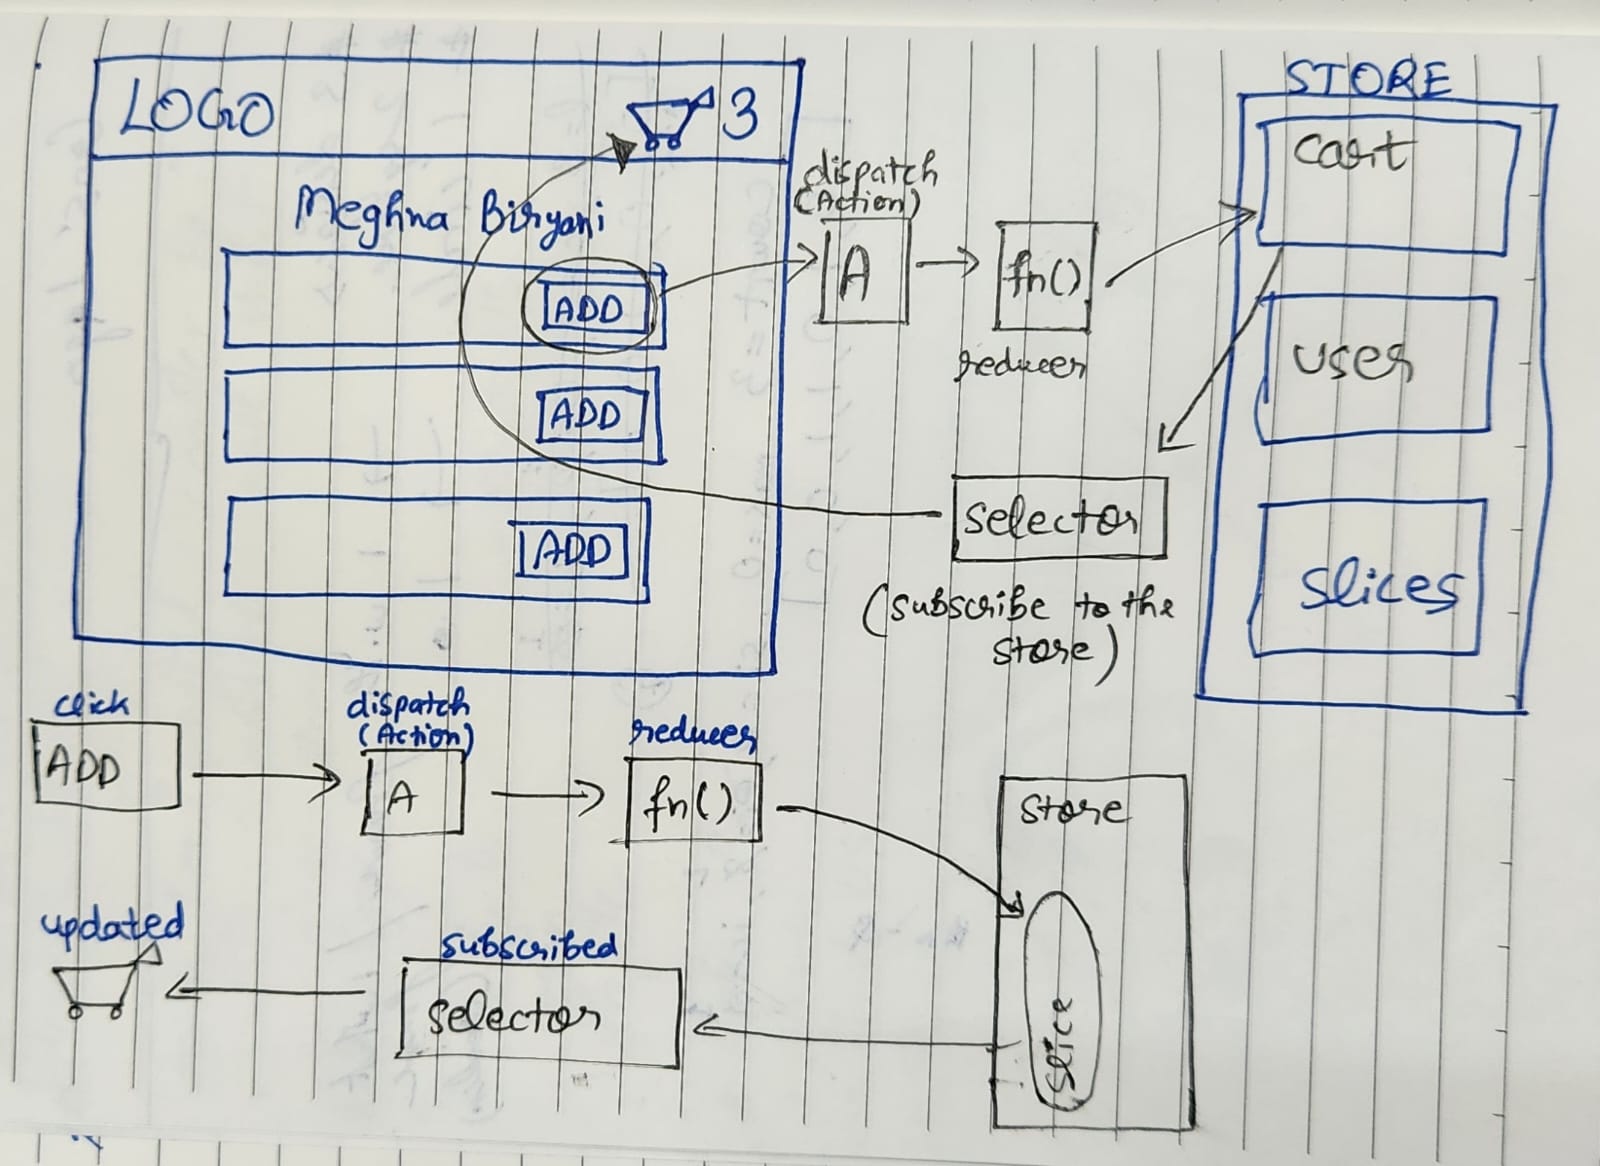 LOGO
3
STORE
cart
Meghna Biryani
dispatch
(Action)
ADD
A
fn()
reducer
user
ADD
selector
ADD
slices
(subscribe to the
store)
click
dispatch
(Action)
reducer
ADD
A
fn()
store
updated
subscribed
selector
slice